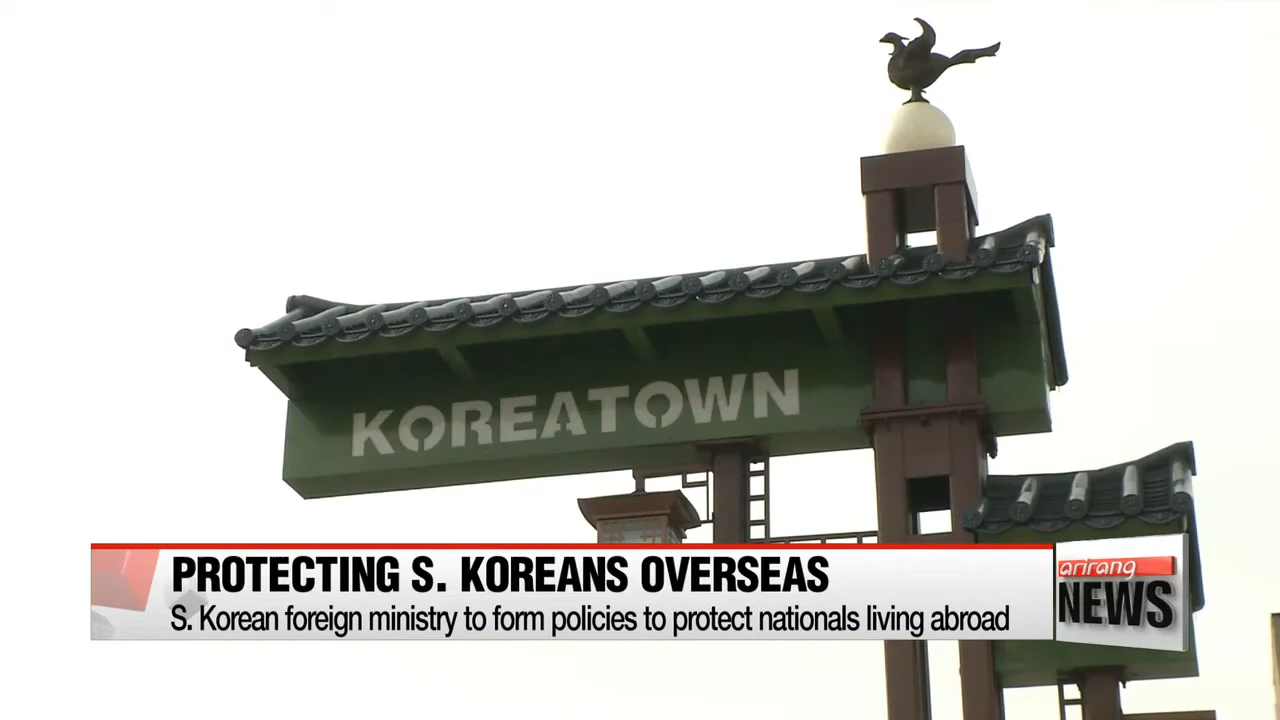 KOREATOWN
PROTECTING S. KOREANS OVERSEAS
S. Korean foreign ministry to form policies to protect nationals living abroad
arirang
NEWS